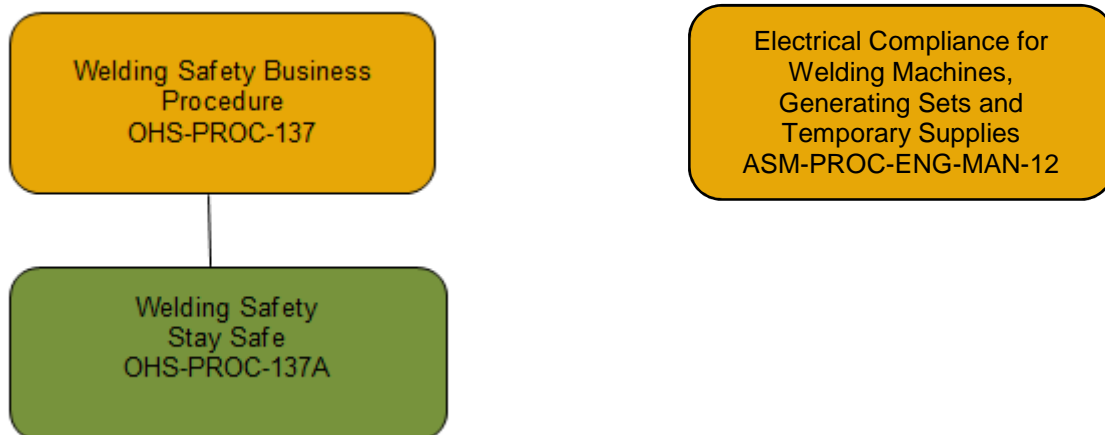 Welding Safety Business
Procedure
OHS-PROC-137
Electrical Compliance for
Welding Machines,
Generating Sets and
Temporary Supplies
ASM-PROC-ENG-MAN-12
Welding Safety
Stay Safe
OHS-PROC-137A